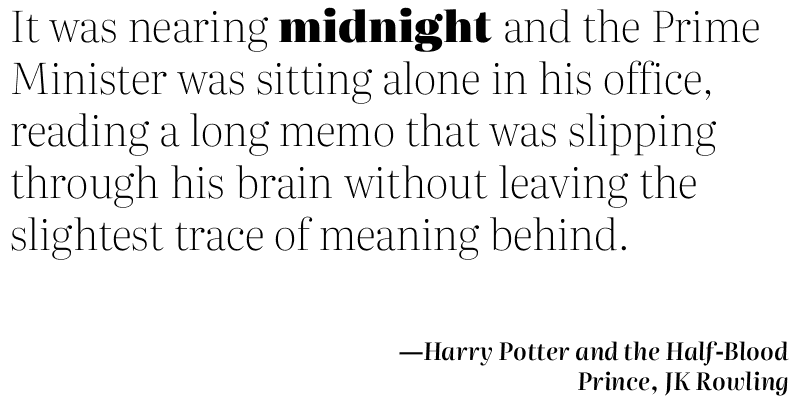 It was nearing midnight and the Prime
Minister was sitting alone in his office,
reading a long memo that was slipping
through his brain without leaving the
slightest trace of meaning behind.
—Harry Potter and the Half-Blood
Prince, JK Rowling